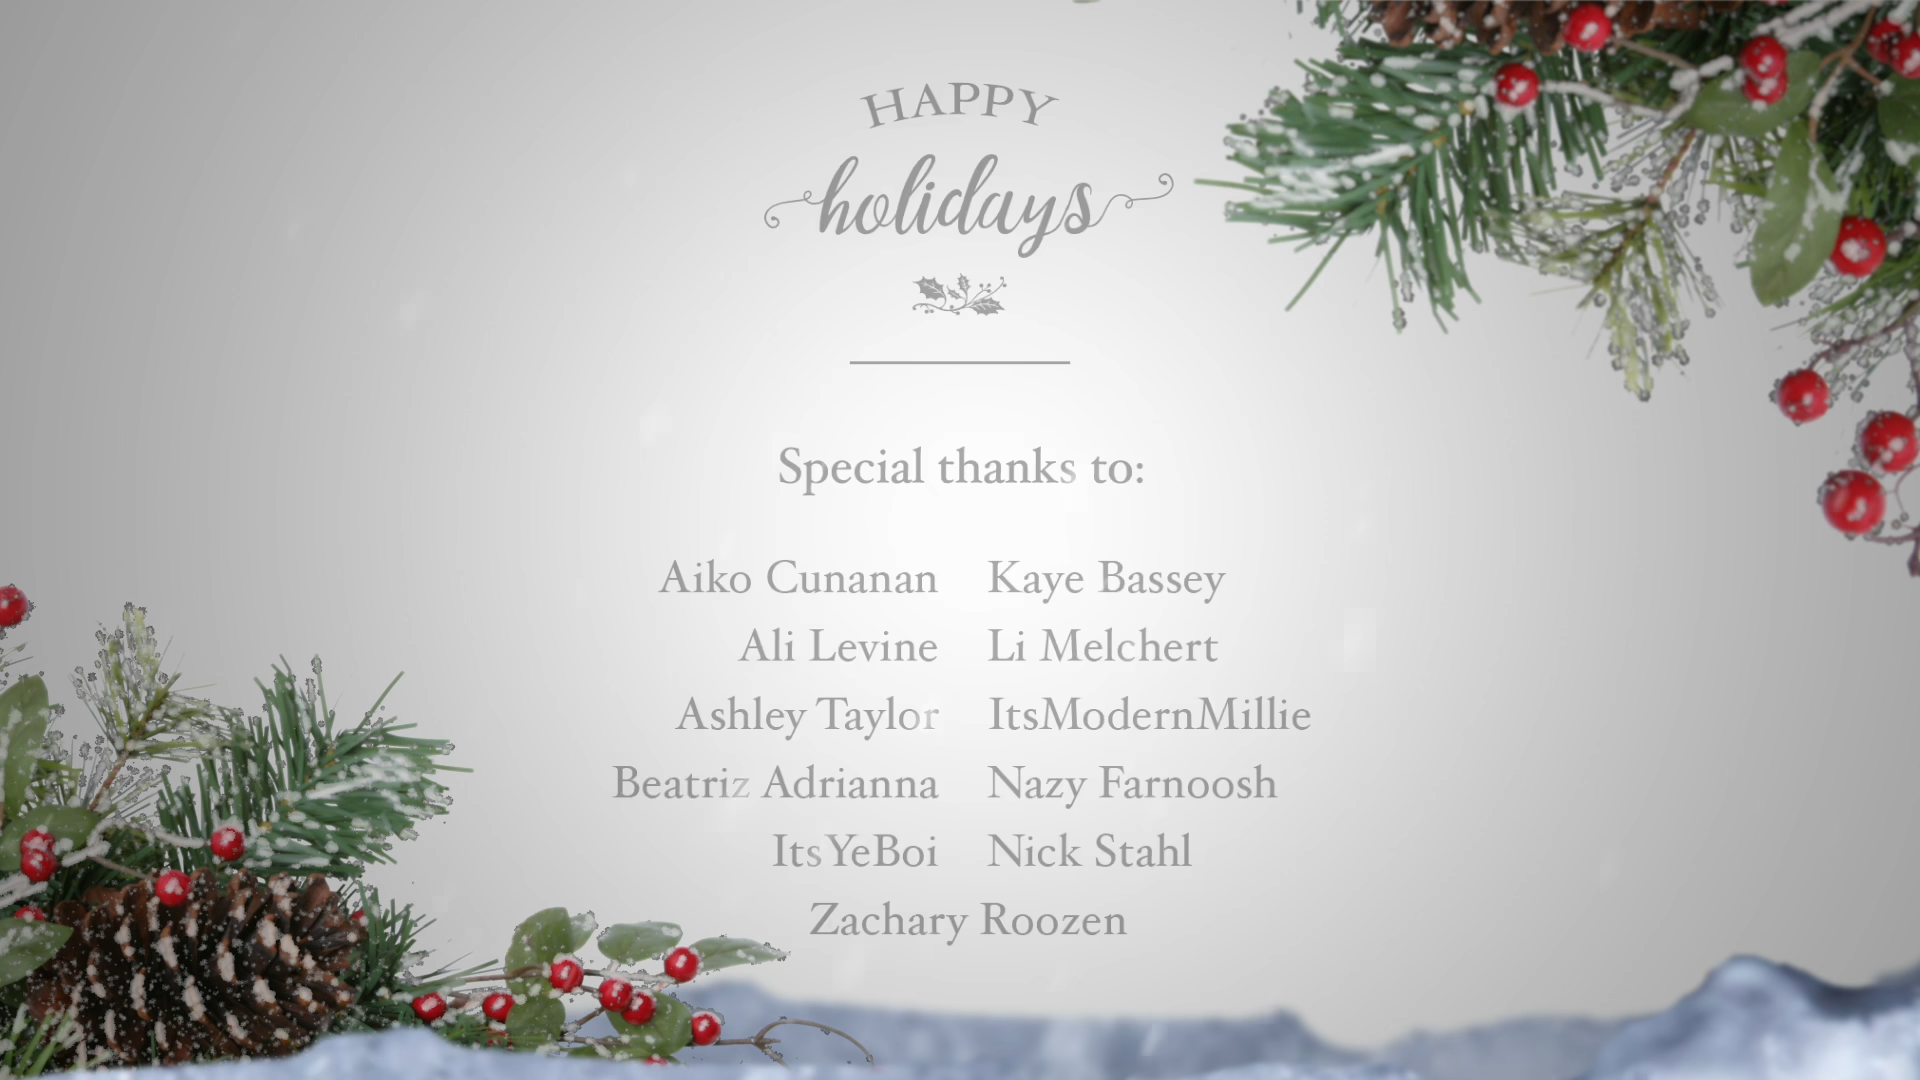 HAPPY
holidays
Special thanks to:
Aiko Cunanan Kaye Bassey
Ali Levine Li Melchert
Ashley Taylor ItsModernMillie
Beatriz Adrianna Nazy Farnoosh
ItsYeBoi Nick Stahl
Zachary Roozen